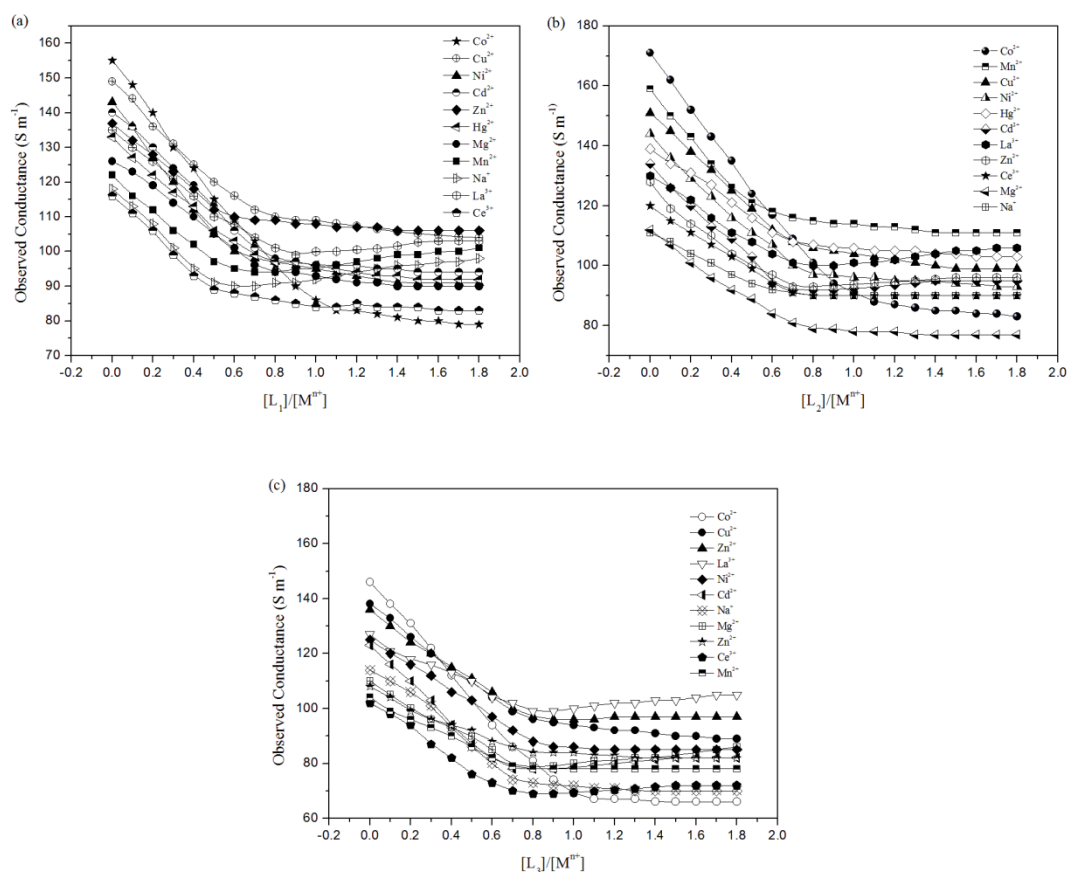 (a)
Observed Conductance (S m⁻¹)
160
150
140
130
120
110
100
90
80
70
-0.2 0.0 0.2 0.4 0.6 0.8 1.0 1.2 1.4 1.6 1.8 2.0
[L₁]/[Mⁿ⁺]
Co²⁺
Cu²⁺
Ni²⁺
Cd²⁺
Zn²⁺
Hg²⁺
Mg²⁺
Mn²⁺
Na⁺
La³⁺
Ce³⁺
(b)
Observed Conductance (S m⁻¹)
180
160
140
120
100
80
-0.2 0.0 0.2 0.4 0.6 0.8 1.0 1.2 1.4 1.6 1.8 2.0
[L₂]/[Mⁿ⁺]
Co²⁺
Mn²⁺
Cu²⁺
Ni²⁺
Hg²⁺
Cd²⁺
La³⁺
Zn²⁺
Ce³⁺
Mg²⁺
Na⁺
(c)
Observed Conductance (S m⁻¹)
180
160
140
120
100
80
60
-0.2 0.0 0.2 0.4 0.6 0.8 1.0 1.2 1.4 1.6 1.8 2.0
[L₃]/[Mⁿ⁺]
Co²⁺
Cu²⁺
Zn²⁺
La³⁺
Ni²⁺
Cd²⁺
Na⁺
Mg²⁺
Zn²⁺
Ce³⁺
Mn²⁺